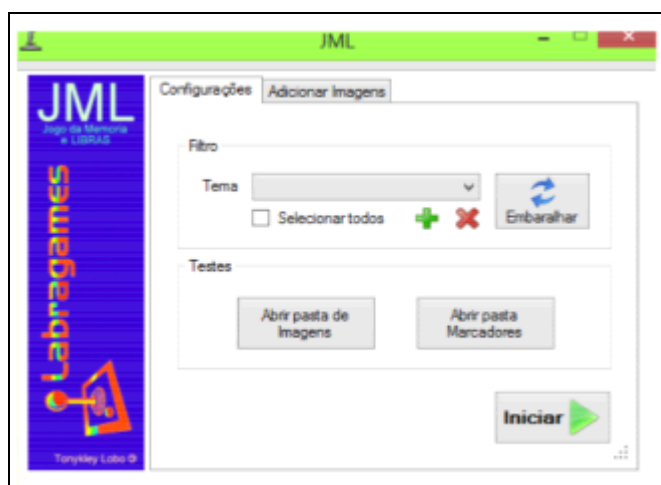 JML
JML
Jogo da Memoria
e LIBRAS
Labragames
Tonykley Lobo ©
Configurações
Adicionar Imagens
Filtro
Tema
Selecionar todos
Embaralhar
Testes
Abrir pasta de
Imagens
Abrir pasta
Marcadores
Iniciar